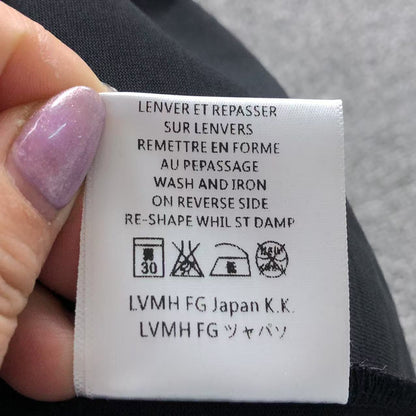 LENVER ET REPASSER
SUR LENVERS
REMETTRE EN FORME
AU PEPASSAGE
WASH AND IRON
ON REVERSE SIDE
RE-SHAPE WHIL ST DAMP
30
LVMH FG Japan K.K.
LVMH FG ツャパソ